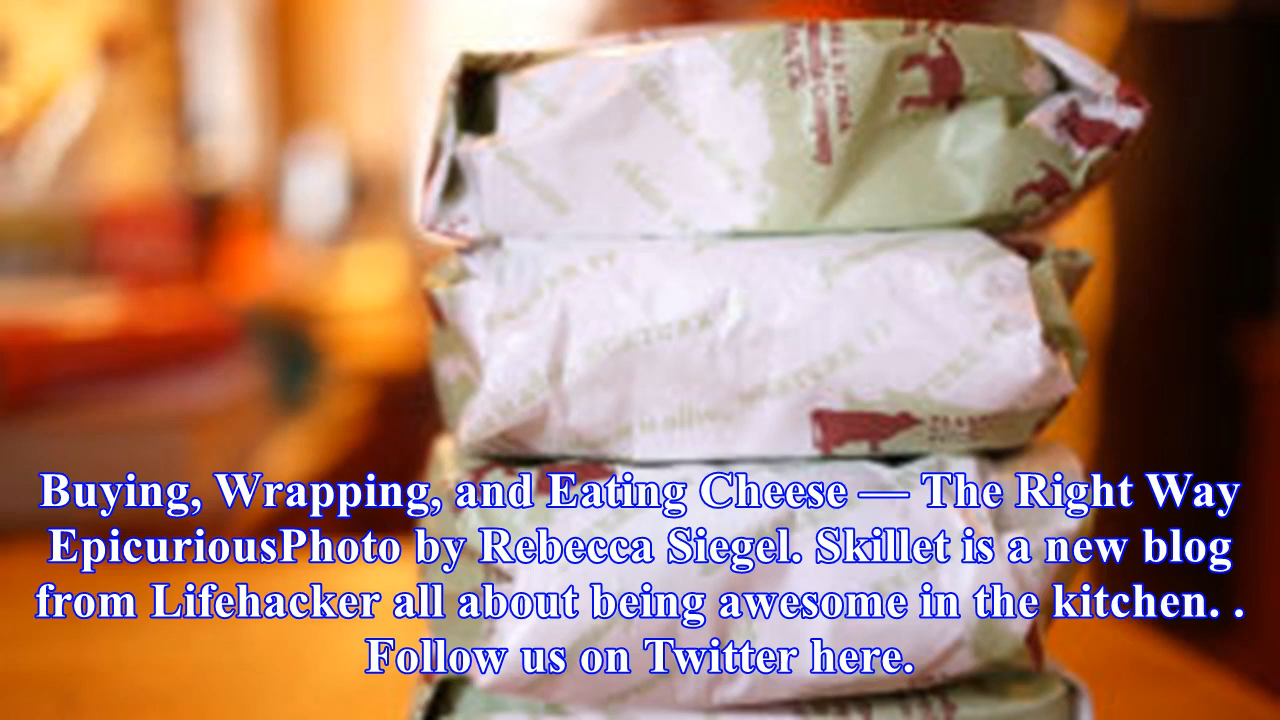 Buying, Wrapping, and Eating Cheese — The Right Way
EpicuriousPhoto by Rebecca Siegel. Skillet is a new blog
from Lifehacker all about being awesome in the kitchen. .
Follow us on Twitter here.